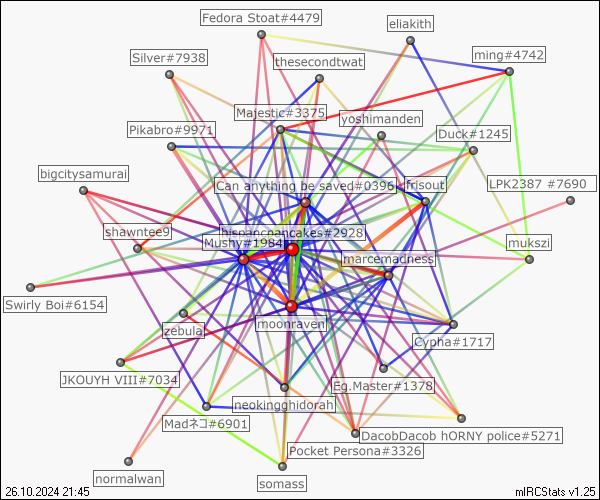 Fedora Stoat#4479
eliakith
ming#4742
Silver#7938
thesecondtwat
Majestic#3375
yoshimanden
Pikabro#9971
Duck#1245
bigcitysamurai
Can anything be saved#0396
frisout
LPK2387 #7690
shawntee9
hispancpancakes#2928
Mushy#1984
marcemadness
mukszi
Swirly Boi#6154
moonraven
zebula
Cypha#1717
JKOUYH VIII#7034
Eg.Master#1378
neokingghidorah
Madネコ#6901
DacobDacob hORNY police#5271
Pocket Persona#3326
normalwan
somass
26.10.2024 21:45
mIRCStats v1.25